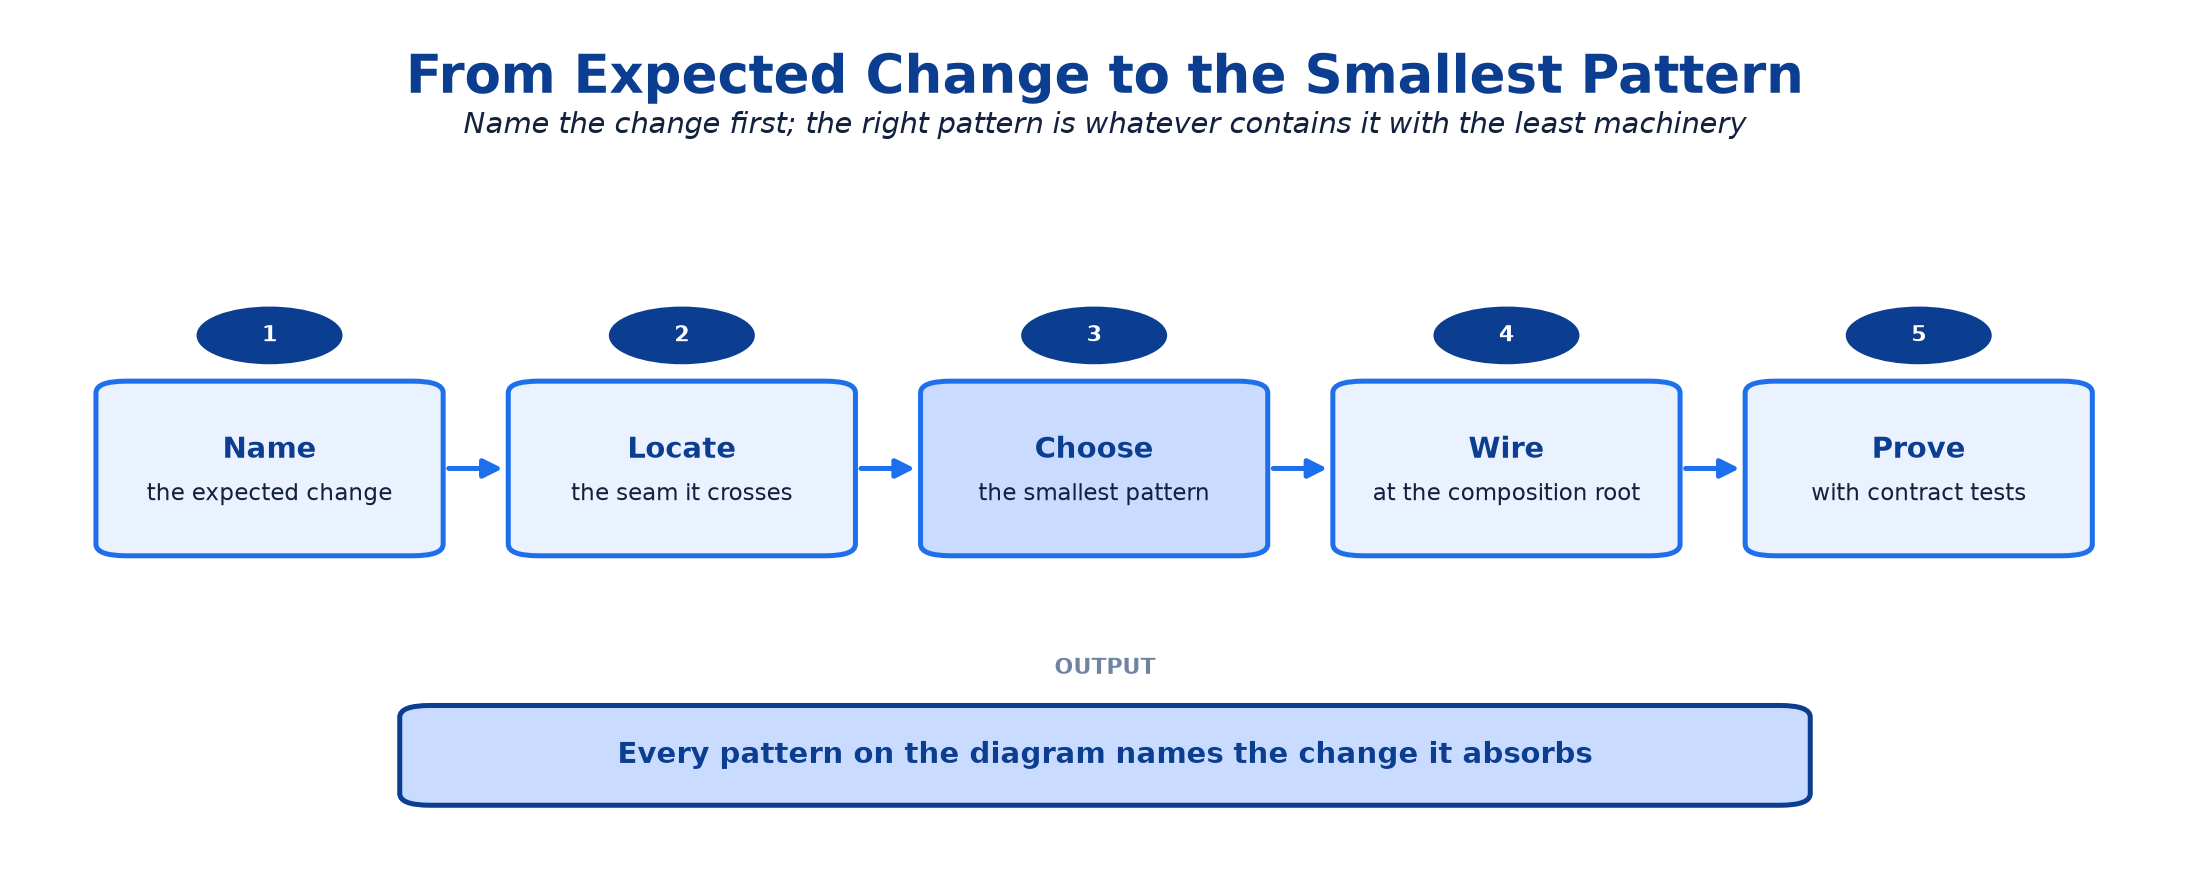 From Expected Change to the Smallest Pattern
Name the change first; the right pattern is whatever contains it with the least machinery
1
Name
the expected change
2
Locate
the seam it crosses
3
Choose
the smallest pattern
4
Wire
at the composition root
5
Prove
with contract tests
OUTPUT
Every pattern on the diagram names the change it absorbs